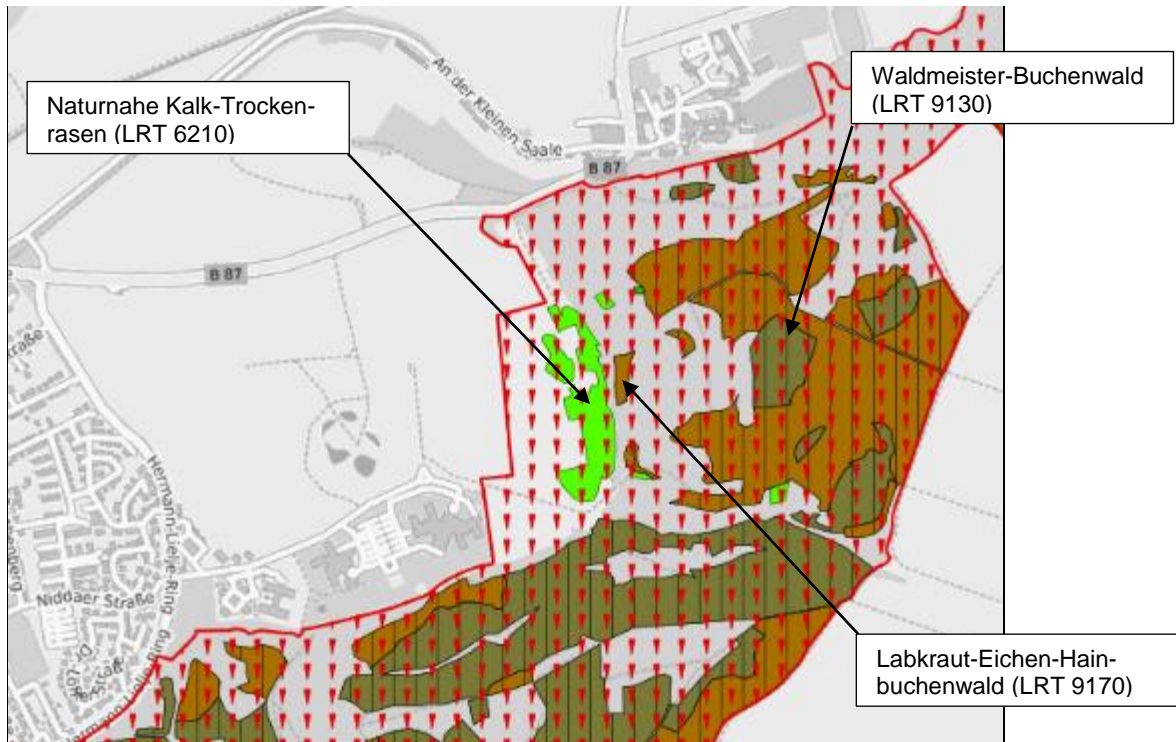 Waldmeister-Buchenwald
(LRT 9130)
Naturnahe Kalk-Trocken-
rasen (LRT 6210)
An der Kleinen Saale
B 87
B 87
straße
Hermann-Lielje-Ring
Niddaer Straße
Labkraut-Eichen-Hain-
buchenwald (LRT 9170)